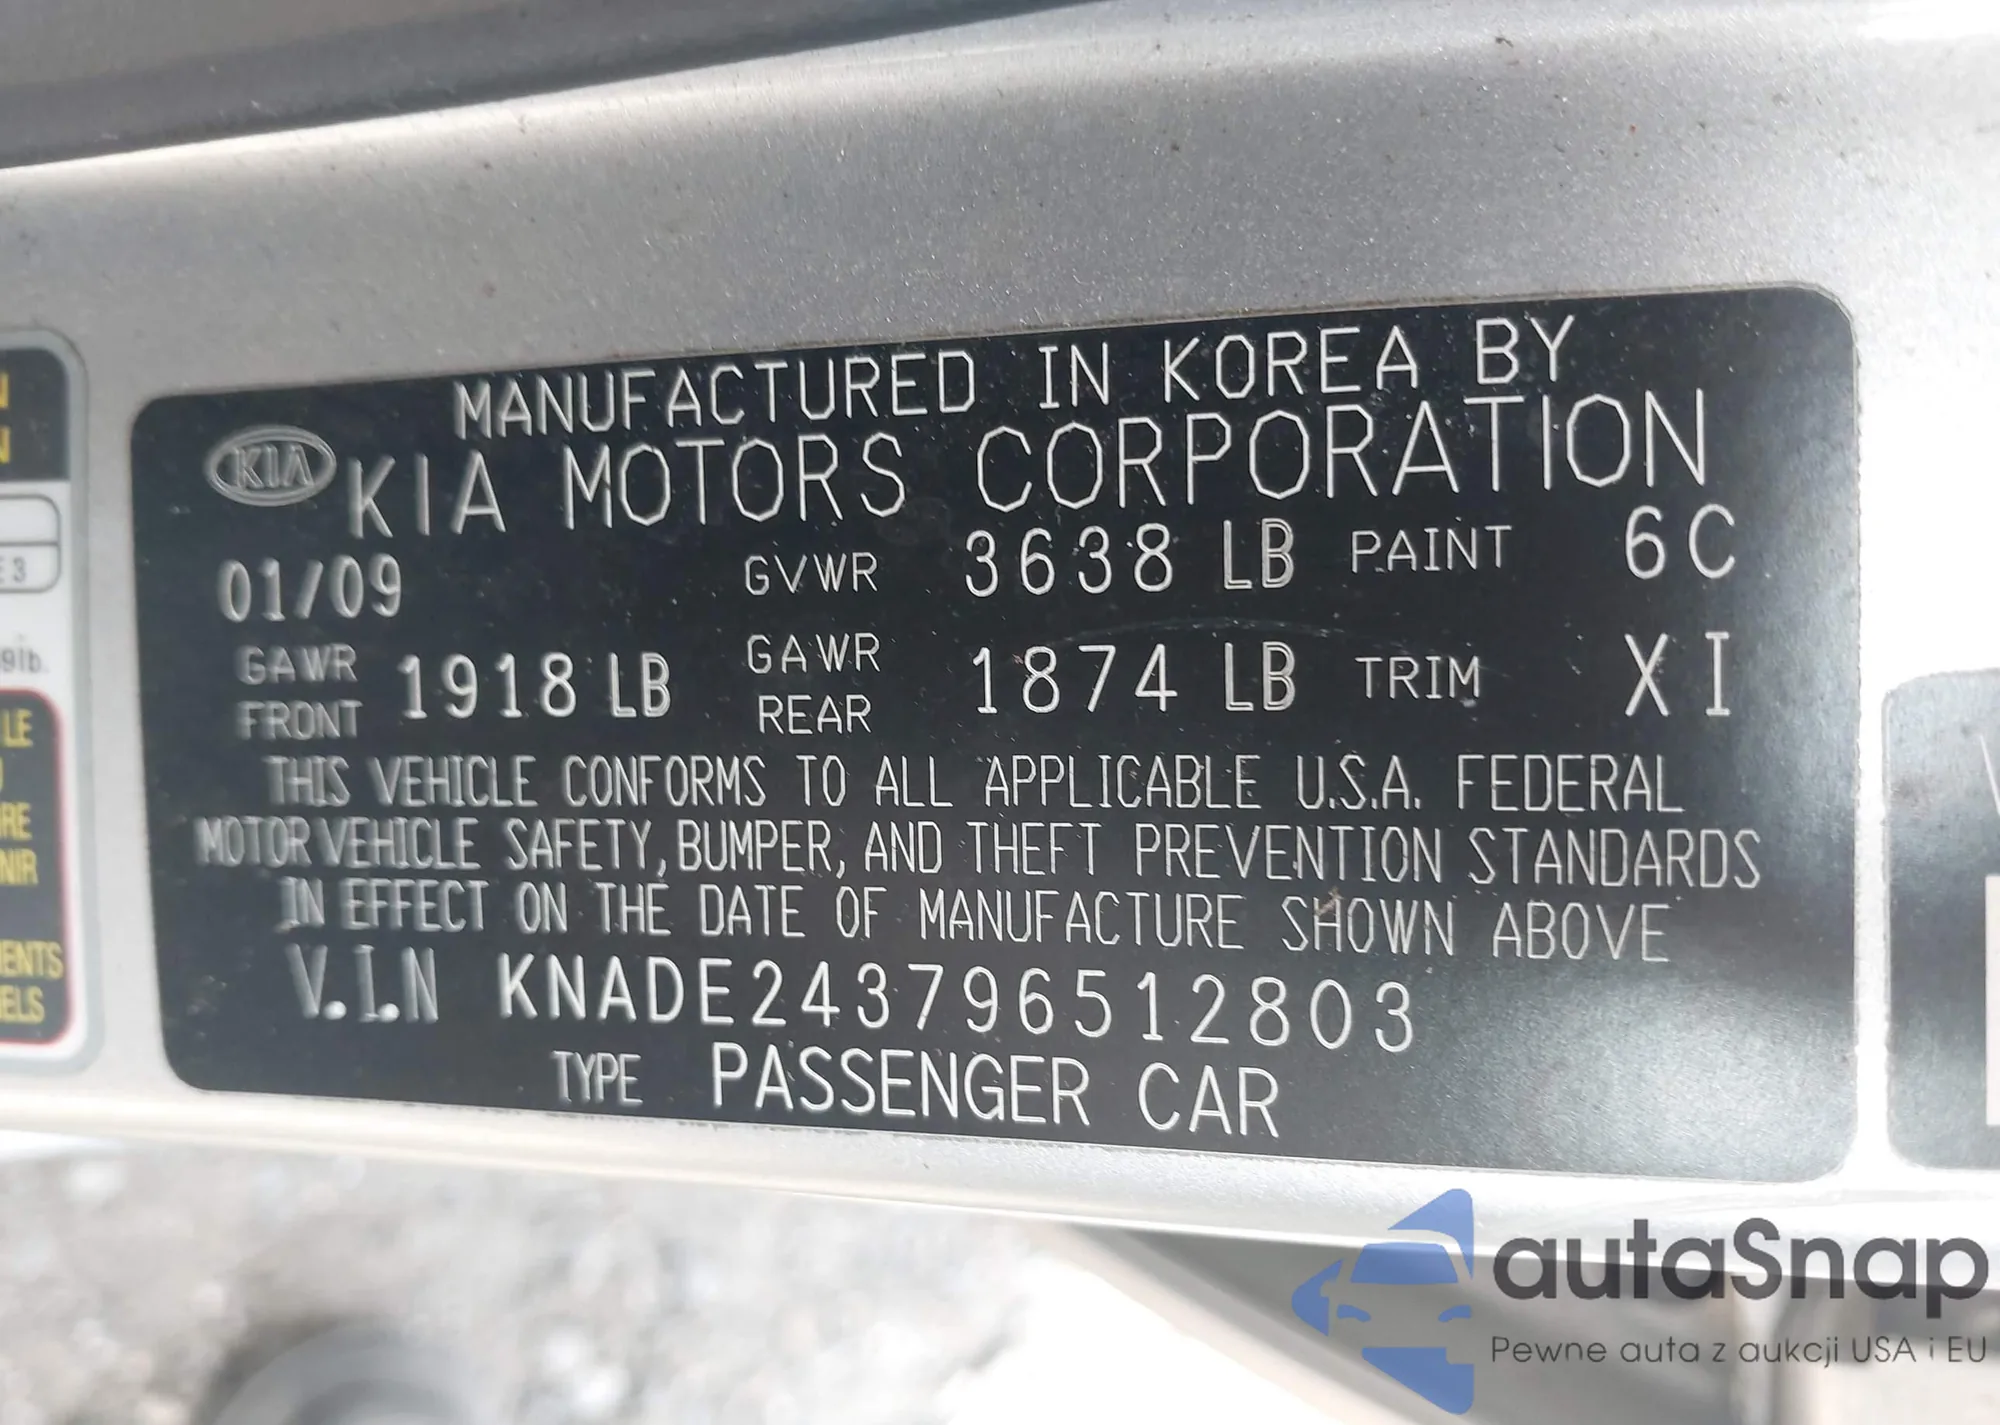 MANUFACTURED IN KOREA BY
KIA KIA MOTORS CORPORATION
01/09 GVWR 3638 LB PAINT 6C
GAWR FRONT 1918 LB GAWR REAR 1874 LB TRIM XI
THIS VEHICLE CONFORMS TO ALL APPLICABLE U.S.A. FEDERAL
MOTOR VEHICLE SAFETY, BUMPER, AND THEFT PREVENTION STANDARDS
IN EFFECT ON THE DATE OF MANUFACTURE SHOWN ABOVE
V.I.N KNADE243796512803
TYPE PASSENGER CAR
E 3
9lb.
LE
autaSnap
Pewne auta z aukcji USA i EU